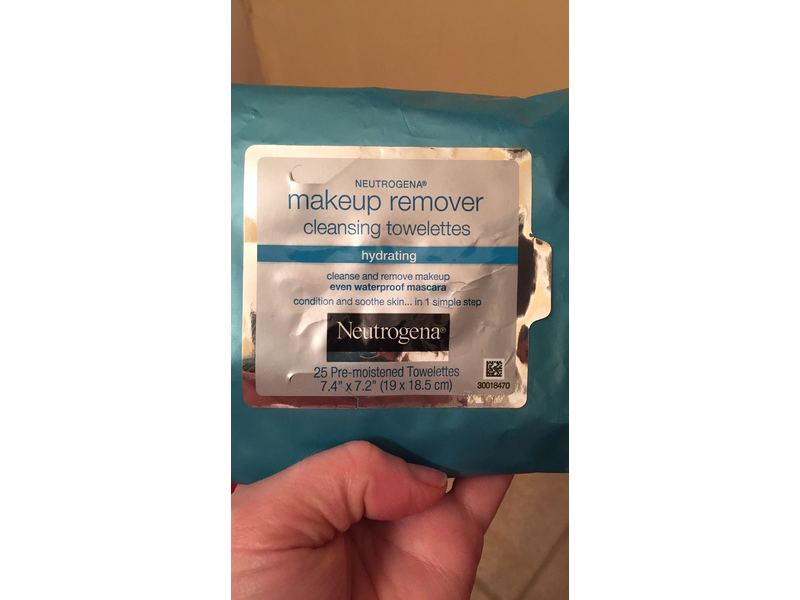 NEUTROGENA®
makeup remover
cleansing towelettes
hydrating
cleanse and remove makeup
even waterproof mascara
condition and soothe skin... in 1 simple step
Neutrogena®
25 Pre-moistened Towelettes
7.4" x 7.2" (19 x 18.5 cm)
30018470